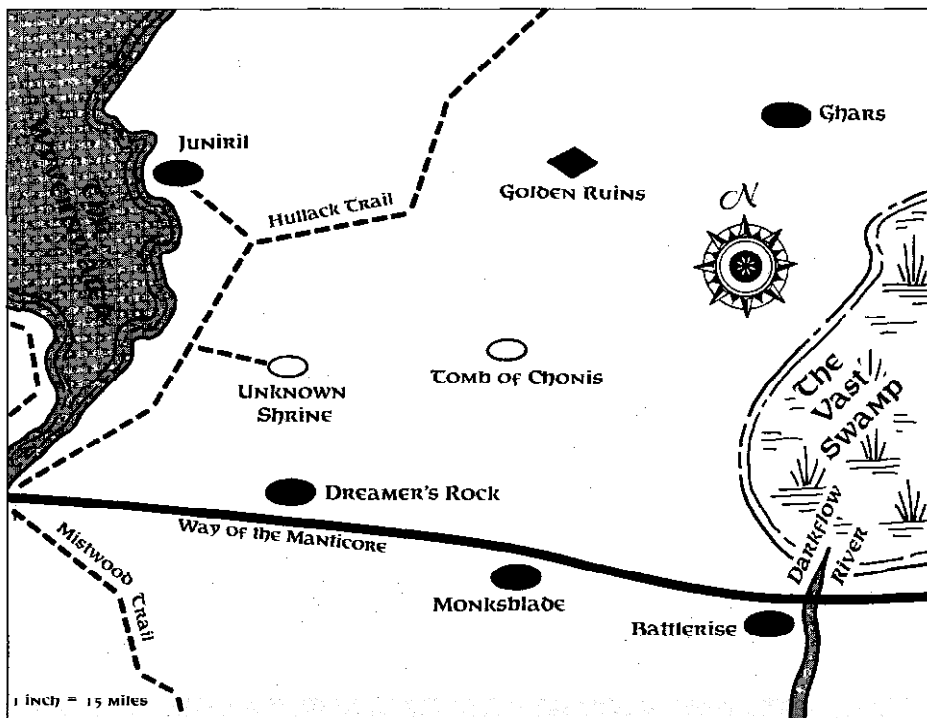 Ghars
Juniril
Golden Ruins
N
Hullack Trail
Tomb of Chonis
Unknown
Shrine
The
Vast
Swamp
Dreamer's Rock
Way of the Manticore
Darkflow
River
Mistwood
Trail
Monksblade
Battlerise
1 inch = 15 miles